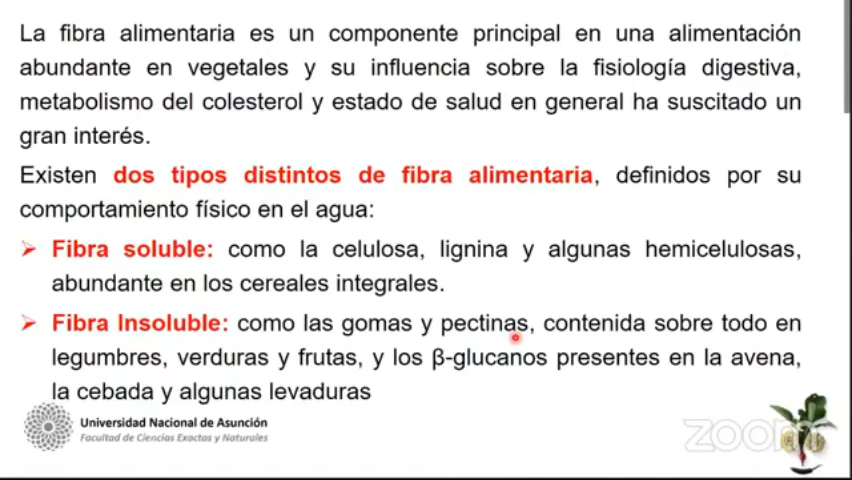 La fibra alimentaria es un componente principal en una alimentación
abundante en vegetales y su influencia sobre la fisiología digestiva,
metabolismo del colesterol y estado de salud en general ha suscitado un
gran interés.
Existen dos tipos distintos de fibra alimentaria, definidos por su
comportamiento físico en el agua:
➢ Fibra soluble: como la celulosa, lignina y algunas hemicelulosas,
abundante en los cereales integrales.
➢ Fibra Insoluble: como las gomas y pectinas, contenida sobre todo en
legumbres, verduras y frutas, y los β-glucanos presentes en la avena,
la cebada y algunas levaduras
Universidad Nacional de Asunción
Facultad de Ciencias Exactas y Naturales
zoom